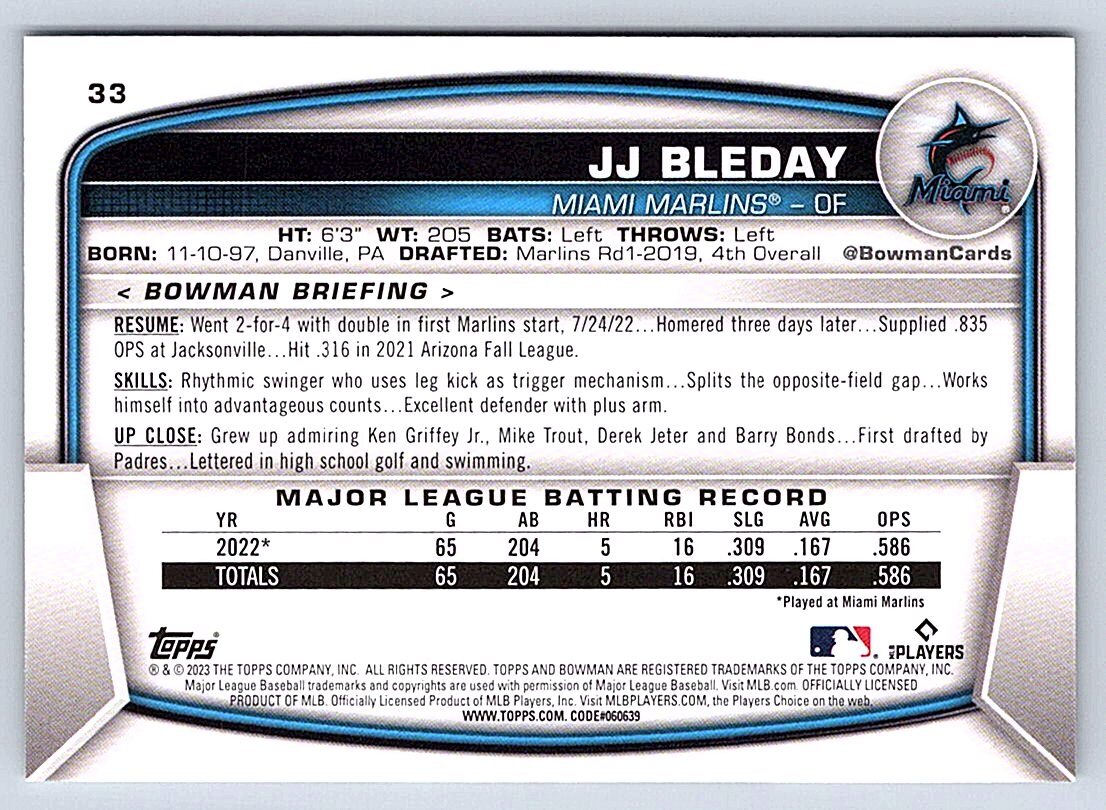 33
JJ BLEDAY
MIAMI MARLINS® – OF
Miami
HT: 6'3" WT: 205 BATS: Left THROWS: Left
BORN: 11-10-97, Danville, PA DRAFTED: Marlins Rd1-2019, 4th Overall @BowmanCards
< BOWMAN BRIEFING >
RESUME: Went 2-for-4 with double in first Marlins start, 7/24/22...Homered three days later...Supplied .835
OPS at Jacksonville...Hit .316 in 2021 Arizona Fall League.
SKILLS: Rhythmic swinger who uses leg kick as trigger mechanism...Splits the opposite-field gap...Works
himself into advantageous counts...Excellent defender with plus arm.
UP CLOSE: Grew up admiring Ken Griffey Jr., Mike Trout, Derek Jeter and Barry Bonds...First drafted by
Padres...Lettered in high school golf and swimming.
MAJOR LEAGUE BATTING RECORD
YR G AB HR RBI SLG AVG OPS
2022* 65 204 5 16 .309 .167 .586
TOTALS 65 204 5 16 .309 .167 .586
*Played at Miami Marlins
topps®
MLB PLAYERS
® & © 2023 THE TOPPS COMPANY, INC. ALL RIGHTS RESERVED. TOPPS AND BOWMAN ARE REGISTERED TRADEMARKS OF THE TOPPS COMPANY, INC.
Major League Baseball trademarks and copyrights are used with permission of Major League Baseball. Visit MLB.com. OFFICIALLY LICENSED
PRODUCT OF MLB. Officially Licensed Product of MLB Players, Inc. Visit MLBPLAYERS.COM, the Players Choice on the web.
WWW.TOPPS.COM. CODE#060639